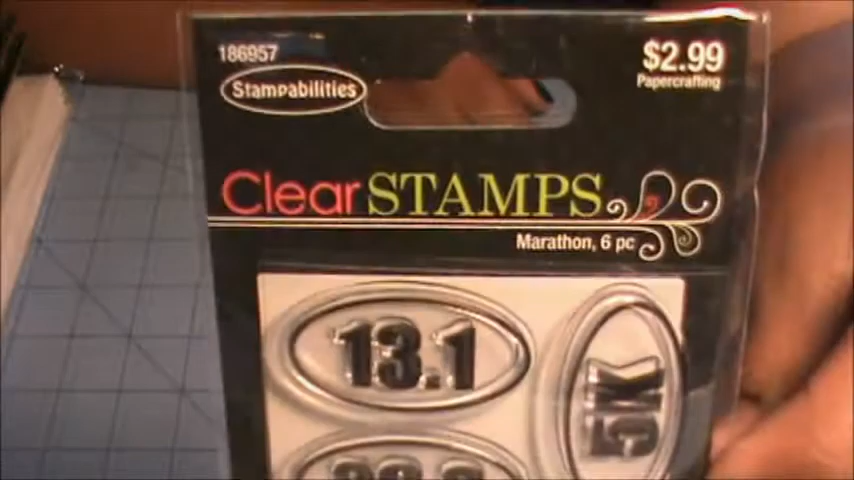 186957
$2.99
Papercrafting
Stampabilities
Clear STAMPS
Marathon, 6 pc
13.1
5K